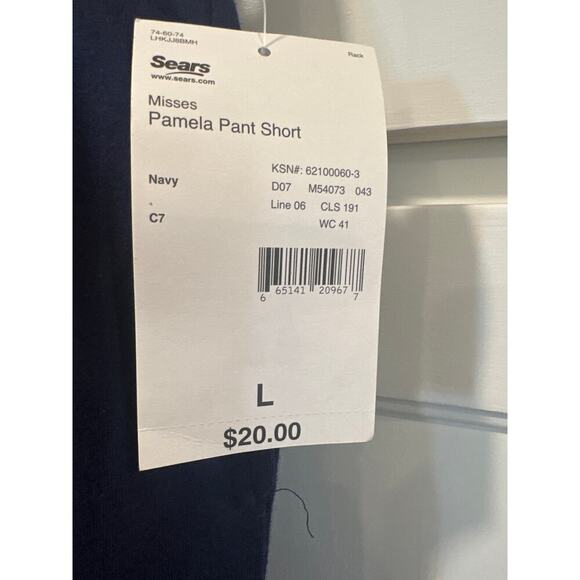 74-60-74
LHKJJ8BMH
Rack
Sears
www.sears.com
Misses
Pamela Pant Short
KSN#: 62100060-3
Navy
D07 M54073 043
Line 06 CLS 191
C7
WC 41
6 65141 20967 7
L
$20.00